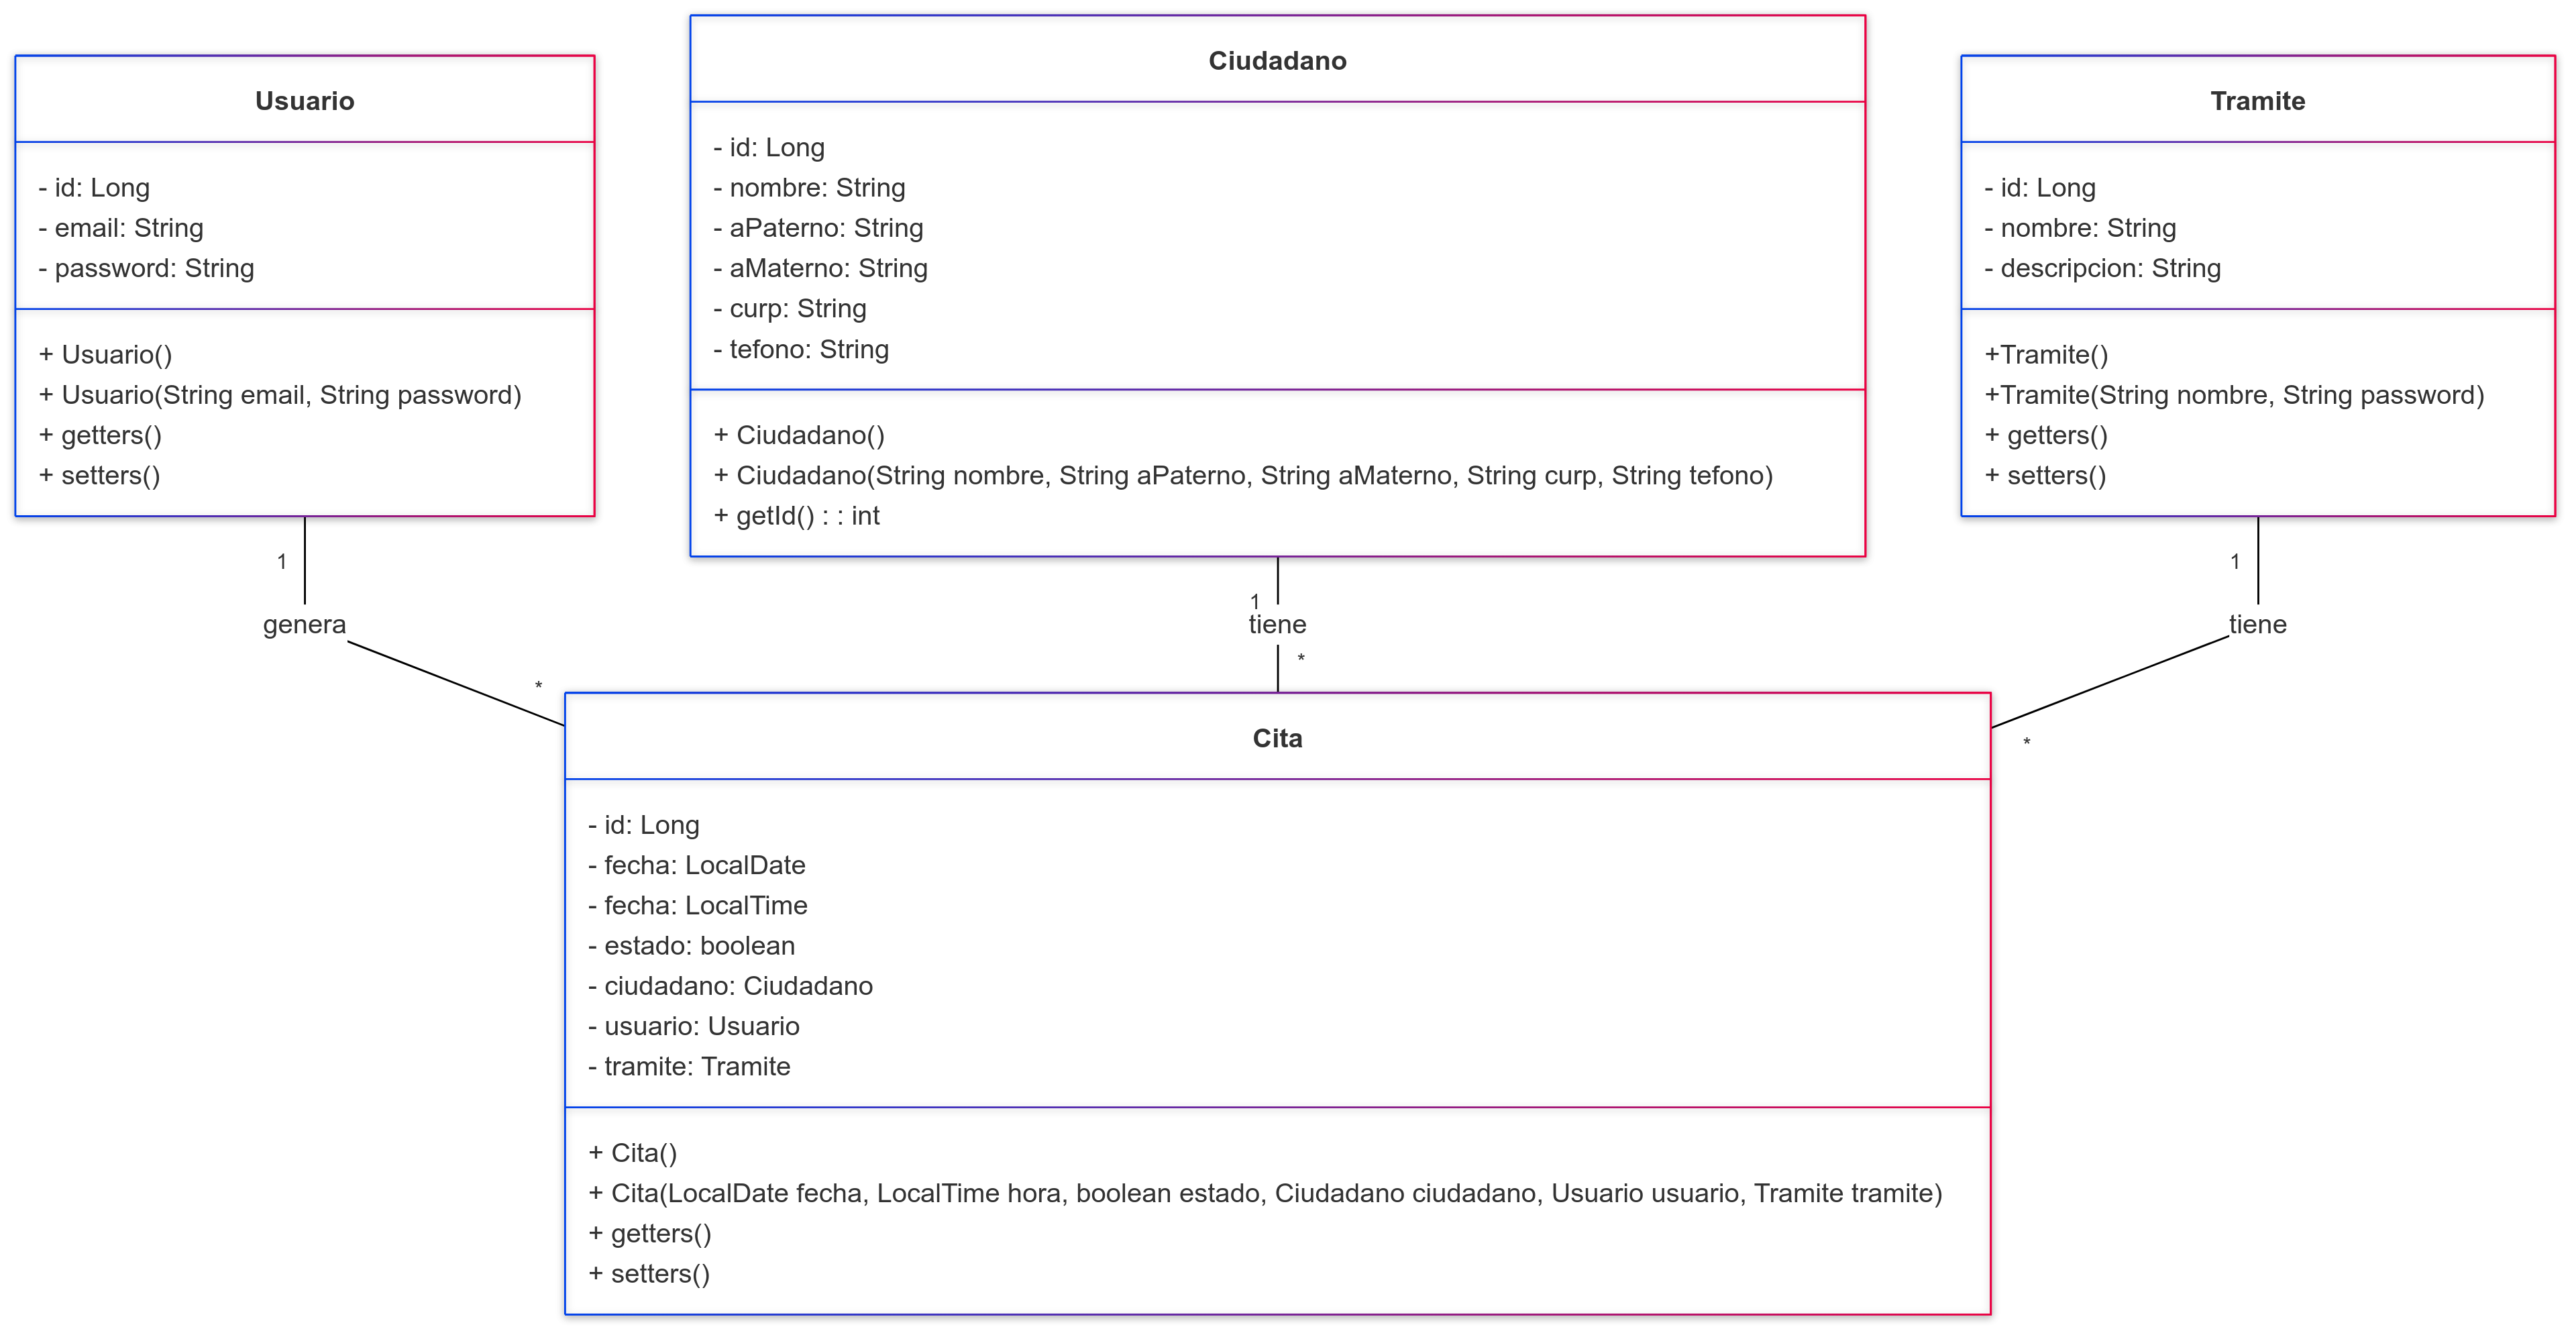 Usuario
- id: Long
- email: String
- password: String
+ Usuario()
+ Usuario(String email, String password)
+ getters()
+ setters()
Ciudadano
- id: Long
- nombre: String
- aPaterno: String
- aMaterno: String
- curp: String
- tefono: String
+ Ciudadano()
+ Ciudadano(String nombre, String aPaterno, String aMaterno, String curp, String tefono)
+ getId() : : int
Tramite
- id: Long
- nombre: String
- descripcion: String
+Tramite()
+Tramite(String nombre, String password)
+ getters()
+ setters()
1
genera
*
1
tiene
*
1
tiene
*
Cita
- id: Long
- fecha: LocalDate
- fecha: LocalTime
- estado: boolean
- ciudadano: Ciudadano
- usuario: Usuario
- tramite: Tramite
+ Cita()
+ Cita(LocalDate fecha, LocalTime hora, boolean estado, Ciudadano ciudadano, Usuario usuario, Tramite tramite)
+ getters()
+ setters()